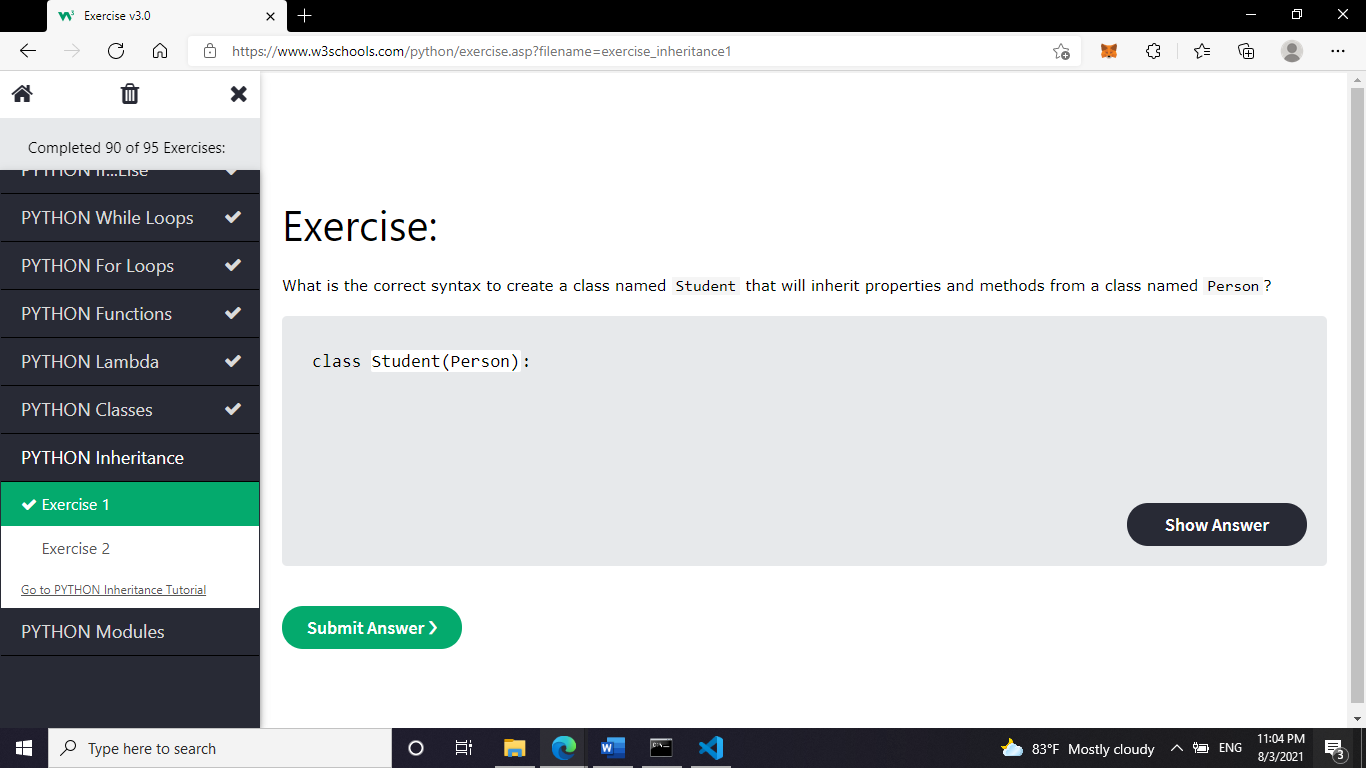 Exercise v3.0
https://www.w3schools.com/python/exercise.asp?filename=exercise_inheritance1
Completed 90 of 95 Exercises:
PYTHON If...Else
PYTHON While Loops
PYTHON For Loops
PYTHON Functions
PYTHON Lambda
PYTHON Classes
PYTHON Inheritance
Exercise 1
Exercise 2
Go to PYTHON Inheritance Tutorial
PYTHON Modules
Exercise:
What is the correct syntax to create a class named Student that will inherit properties and methods from a class named Person?
class Student(Person):
Show Answer
Submit Answer ❯
Type here to search
83°F Mostly cloudy
ENG
11:04 PM
8/3/2021
3